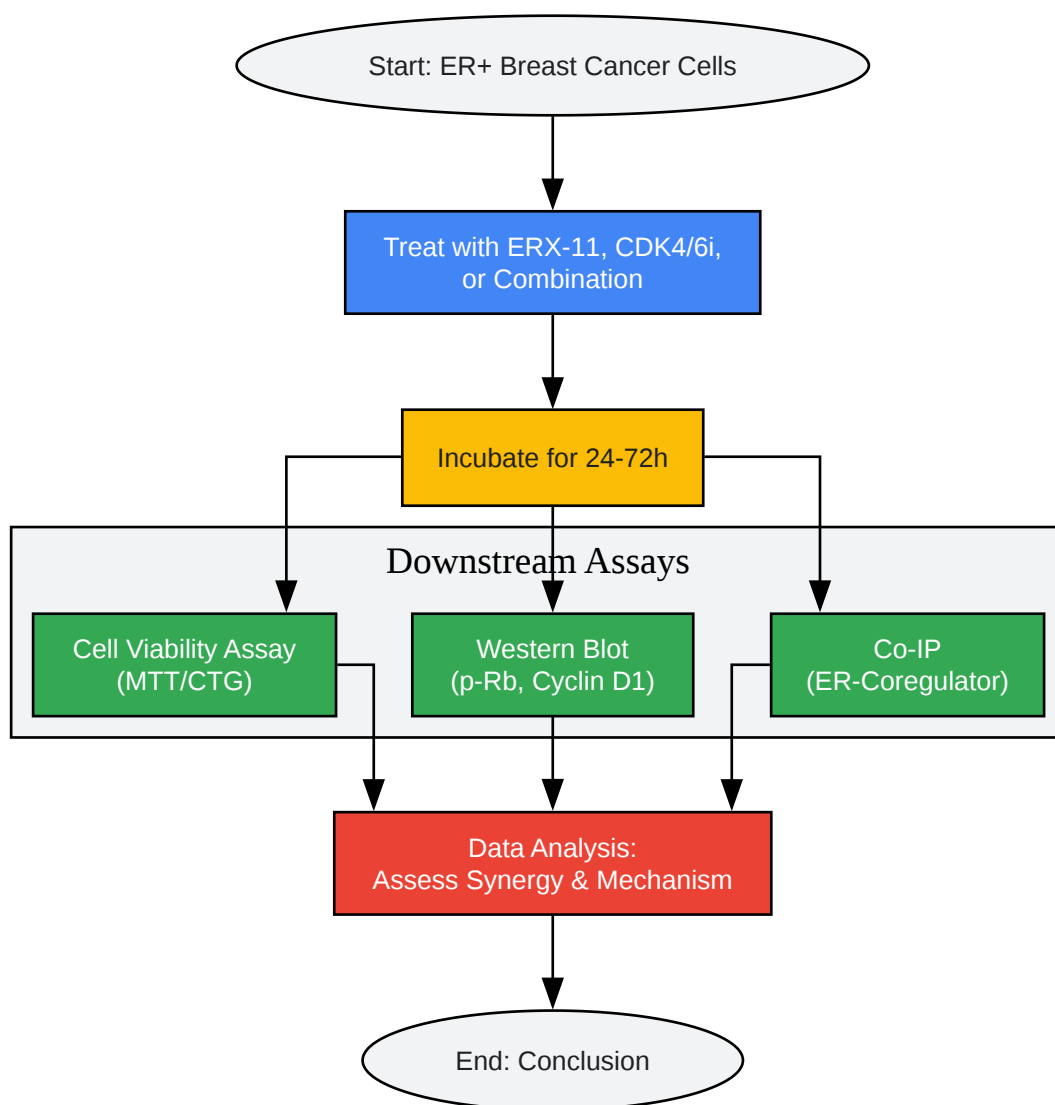 Start: ER+ Breast Cancer Cells
Treat with ERX-11, CDK4/6i,
or Combination
Incubate for 24-72h
Downstream Assays
Cell Viability Assay
(MTT/CTG)
Western Blot
(p-Rb, Cyclin D1)
Co-IP
(ER-Coregulator)
Data Analysis:
Assess Synergy & Mechanism
End: Conclusion